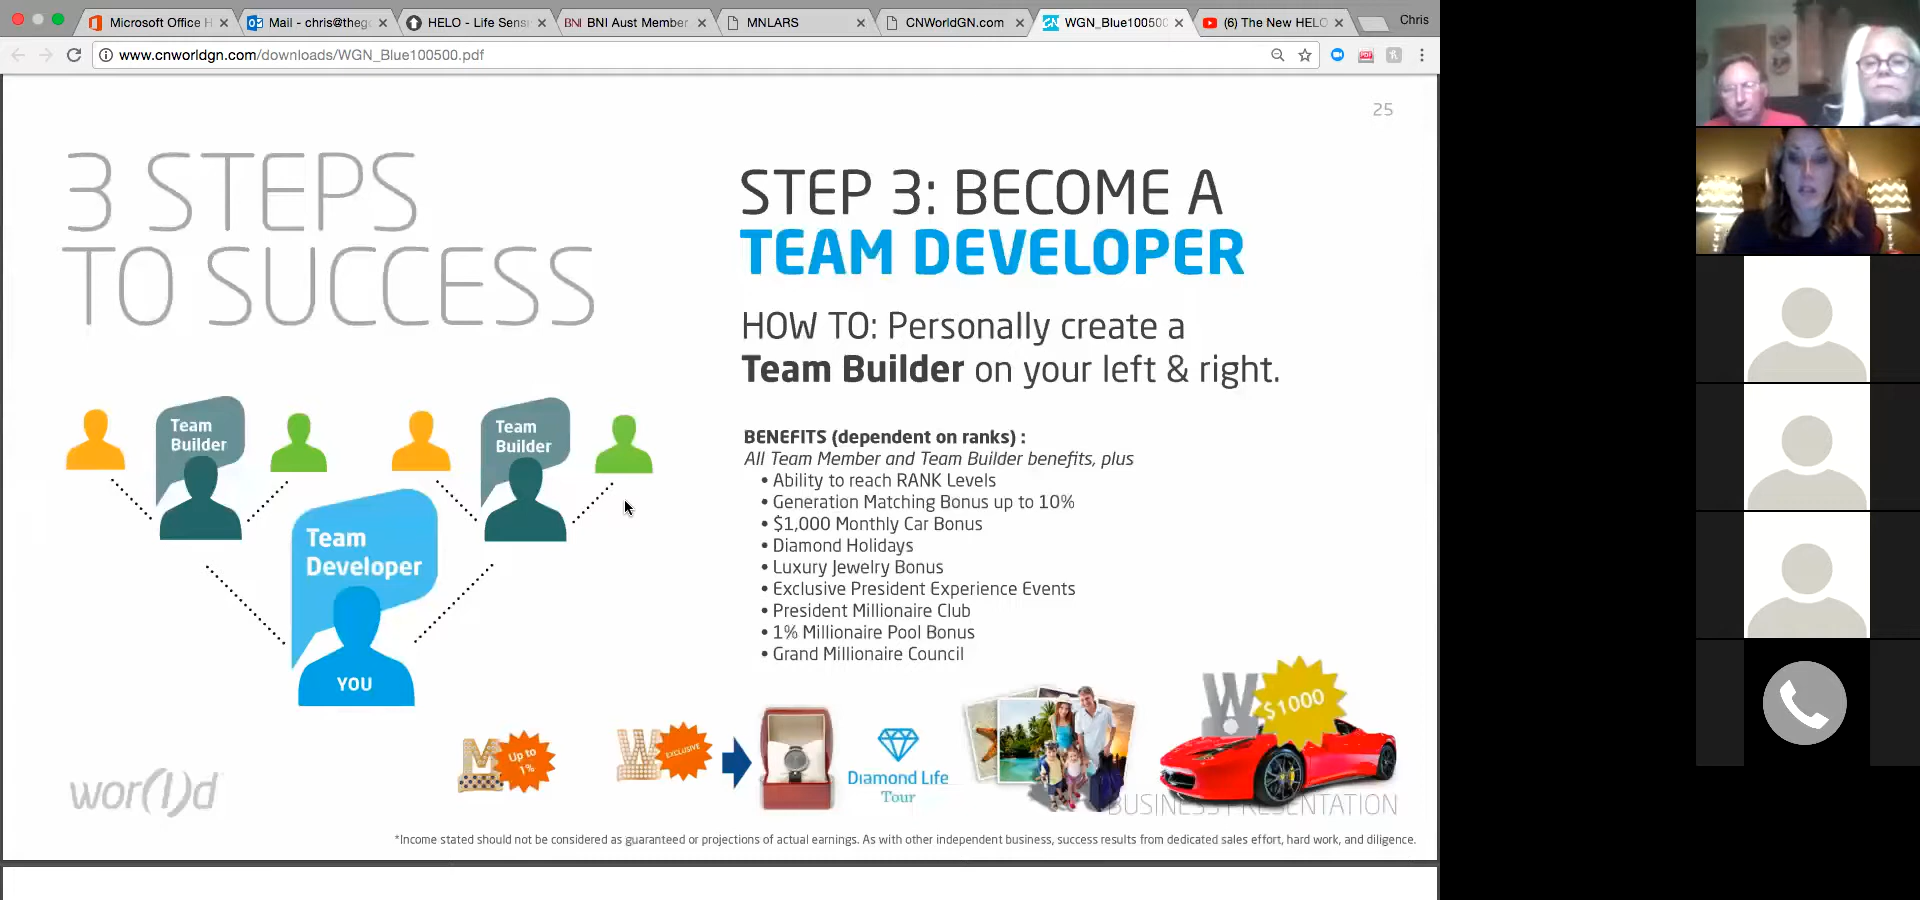 Microsoft Office H
Mail - chris@theg
HELO - Life Sens
BNI BNI Aust Member
MNLARS
CNWorldGN.com
CN WGN_Blue100500
(6) The New HELO
Chris
www.cnworldgn.com/downloads/WGN_Blue100500.pdf
25
3 STEPS
TO SUCCESS
STEP 3: BECOME A
TEAM DEVELOPER
HOW TO: Personally create a
Team Builder on your left & right.
Team
Builder
Team
Builder
Team
Developer
YOU
BENEFITS (dependent on ranks) :
All Team Member and Team Builder benefits, plus
• Ability to reach RANK Levels
• Generation Matching Bonus up to 10%
• $1,000 Monthly Car Bonus
• Diamond Holidays
• Luxury Jewelry Bonus
• Exclusive President Experience Events
• President Millionaire Club
• 1% Millionaire Pool Bonus
• Grand Millionaire Council
M
Up to
1%
W
EXCLUSIVE
Diamond Life
Tour
W
$1000
wor(l)d
BUSINESS PRESENTATION
*Income stated should not be considered as guaranteed or projections of actual earnings. As with other independent business, success results from dedicated sales effort, hard work, and diligence.